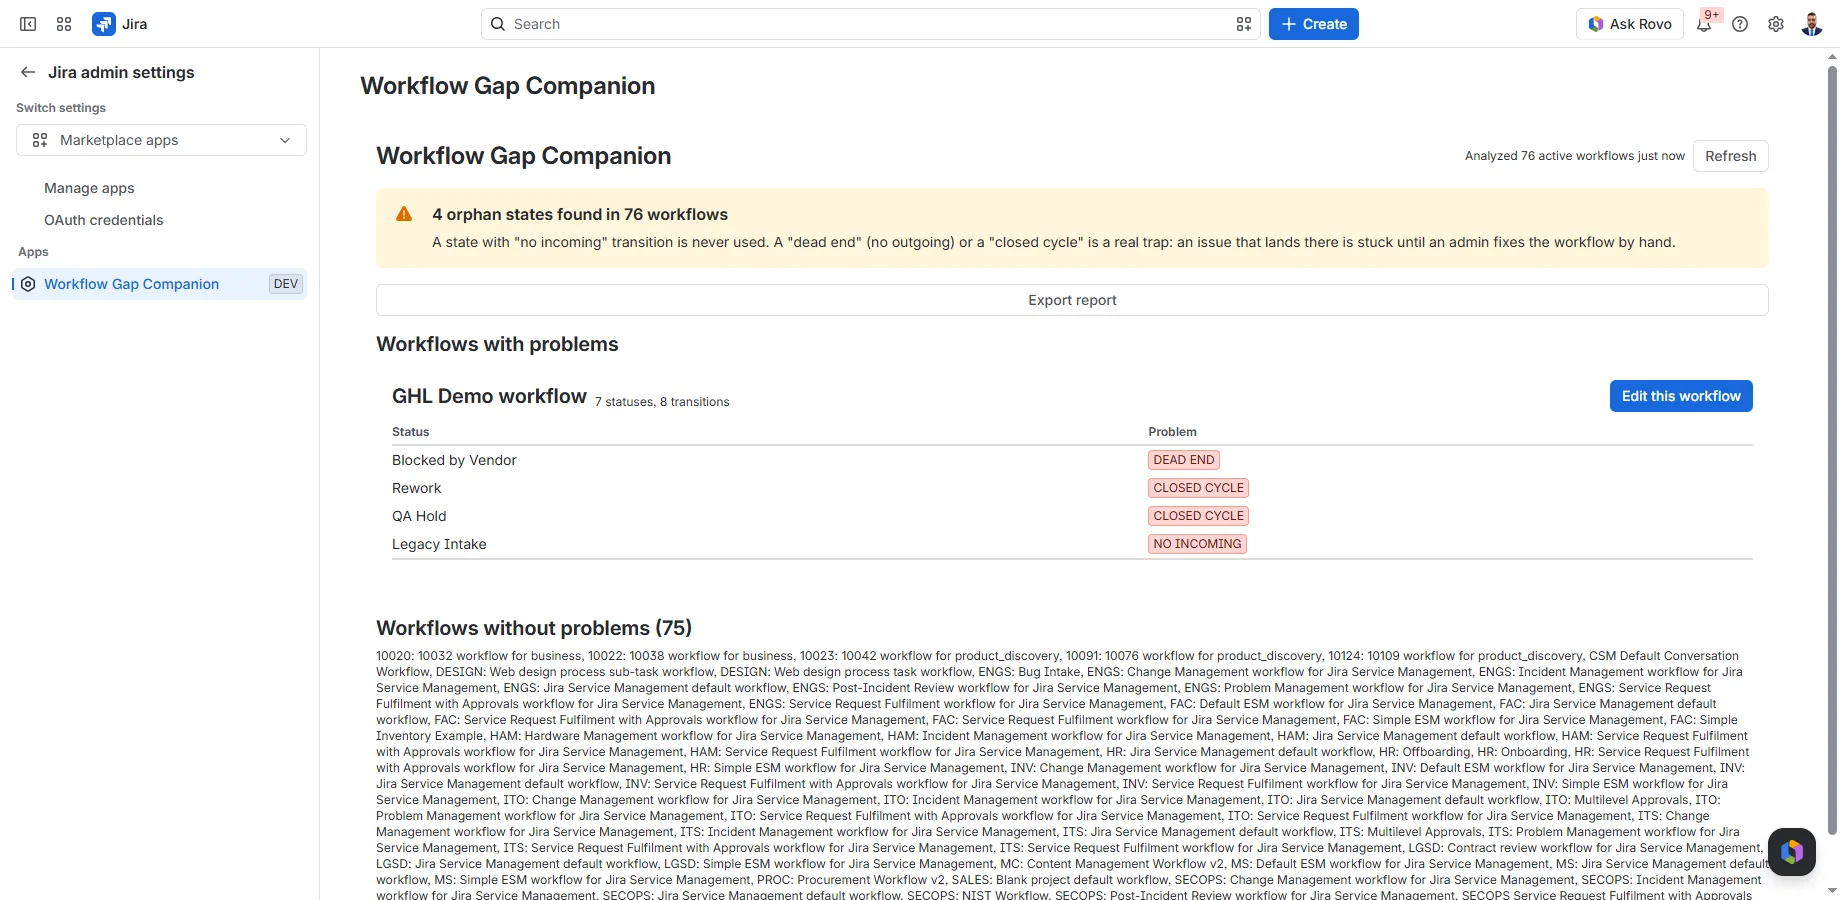 Jira
Search
Create
Ask Rovo
9+
Jira admin settings
Switch settings
Marketplace apps
Manage apps
OAuth credentials
Apps
Workflow Gap Companion
DEV
Workflow Gap Companion
Workflow Gap Companion
Analyzed 76 active workflows just now
Refresh
4 orphan states found in 76 workflows
A state with "no incoming" transition is never used. A "dead end" (no outgoing) or a "closed cycle" is a real trap: an issue that lands there is stuck until an admin fixes the workflow by hand.
Export report
Workflows with problems
GHL Demo workflow 7 statuses, 8 transitions
Edit this workflow
Status Problem
Blocked by Vendor DEAD END
Rework CLOSED CYCLE
QA Hold CLOSED CYCLE
Legacy Intake NO INCOMING
Workflows without problems (75)
10020: 10032 workflow for business, 10022: 10038 workflow for business, 10023: 10042 workflow for product_discovery, 10091: 10076 workflow for product_discovery, 10124: 10109 workflow for product_discovery, CSM Default Conversation
Workflow, DESIGN: Web design process sub-task workflow, DESIGN: Web design process task workflow, ENGS: Bug Intake, ENGS: Change Management workflow for Jira Service Management, ENGS: Incident Management workflow for Jira
Service Management, ENGS: Jira Service Management default workflow, ENGS: Post-Incident Review workflow for Jira Service Management, ENGS: Problem Management workflow for Jira Service Management, ENGS: Service Request
Fulfilment with Approvals workflow for Jira Service Management, ENGS: Service Request Fulfilment workflow for Jira Service Management, FAC: Default ESM workflow for Jira Service Management, FAC: Jira Service Management default
workflow, FAC: Service Request Fulfilment with Approvals workflow for Jira Service Management, FAC: Service Request Fulfilment workflow for Jira Service Management, FAC: Simple ESM workflow for Jira Service Management, FAC: Simple
Inventory Example, HAM: Hardware Management workflow for Jira Service Management, HAM: Incident Management workflow for Jira Service Management, HAM: Jira Service Management default workflow, HAM: Service Request Fulfilment
with Approvals workflow for Jira Service Management, HAM: Service Request Fulfilment workflow for Jira Service Management, HR: Jira Service Management default workflow, HR: Offboarding, HR: Onboarding, HR: Service Request Fulfilment
with Approvals workflow for Jira Service Management, HR: Simple ESM workflow for Jira Service Management, INV: Change Management workflow for Jira Service Management, INV: Default ESM workflow for Jira Service Management, INV:
Jira Service Management default workflow, INV: Service Request Fulfilment with Approvals workflow for Jira Service Management, INV: Service Request Fulfilment workflow for Jira Service Management, INV: Simple ESM workflow for Jira
Service Management, ITO: Change Management workflow for Jira Service Management, ITO: Incident Management workflow for Jira Service Management, ITO: Jira Service Management default workflow, ITO: Multilevel Approvals, ITO:
Problem Management workflow for Jira Service Management, ITO: Service Request Fulfilment with Approvals workflow for Jira Service Management, ITO: Service Request Fulfilment workflow for Jira Service Management, ITS: Change
Management workflow for Jira Service Management, ITS: Incident Management workflow for Jira Service Management, ITS: Jira Service Management default workflow, ITS: Multilevel Approvals, ITS: Problem Management workflow for Jira
Service Management, ITS: Service Request Fulfilment with Approvals workflow for Jira Service Management, ITS: Service Request Fulfilment workflow for Jira Service Management, LGSD: Contract review workflow for Jira Service Management,
LGSD: Jira Service Management default workflow, LGSD: Simple ESM workflow for Jira Service Management, MC: Content Management Workflow v2, MS: Default ESM workflow for Jira Service Management, MS: Jira Service Management default
workflow, MS: Simple ESM workflow for Jira Service Management, PROC: Procurement Workflow v2, SALES: Blank project default workflow, SECOPS: Change Management workflow for Jira Service Management, SECOPS: Incident Management
workflow for Jira Service Management, SECOPS: Jira Service Management default workflow, SECOPS: NIST Workflow, SECOPS: Post-Incident Review workflow for Jira Service Management, SECOPS Service Request Fulfilment with Approvals